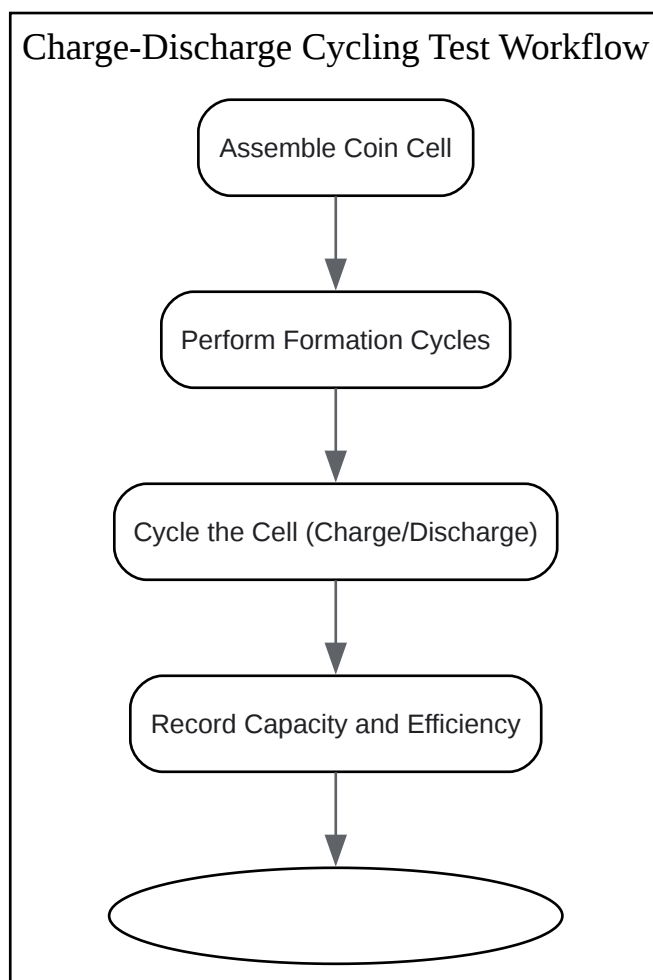 Charge-Discharge Cycling Test Workflow
Assemble Coin Cell
Perform Formation Cycles
Cycle the Cell (Charge/Discharge)
Record Capacity and Efficiency